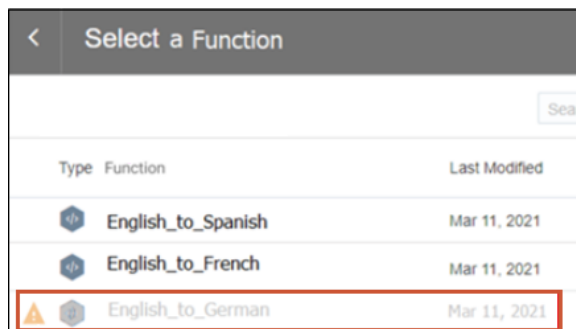 Select a Function
Sea
Type Function Last Modified
English_to_Spanish Mar 11, 2021
English_to_French Mar 11, 2021
English_to_German Mar 11, 2021